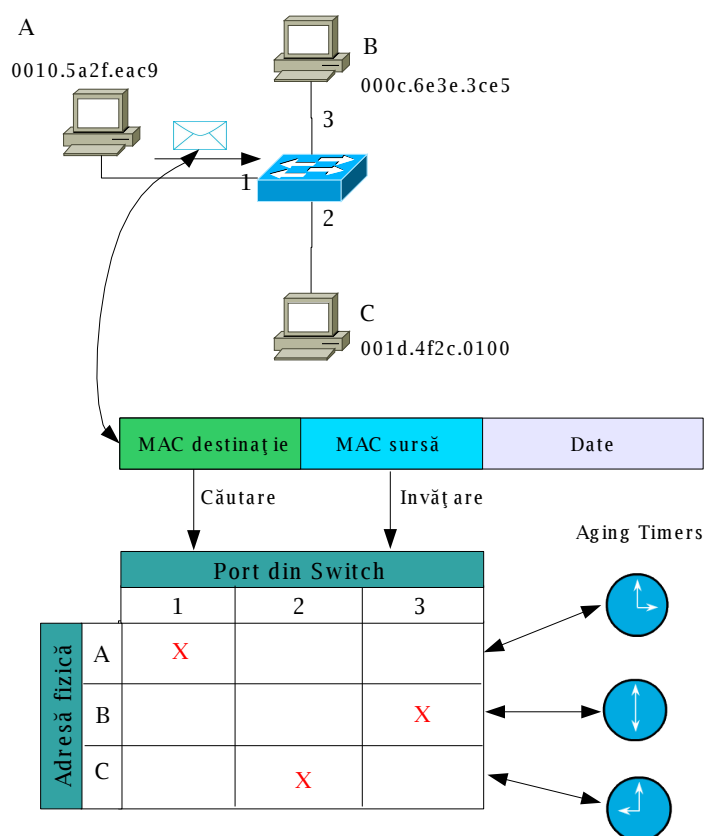 A
0010.5a2f.eac9
B
000c.6e3e.3ce5
3
1
2
C
001d.4f2c.0100
MAC destinaţie
MAC sursă
Date
Căutare
Învăţare
Aging Timers
Port din Switch
1
2
3
Adresă fizică
A
X
B
X
C
X